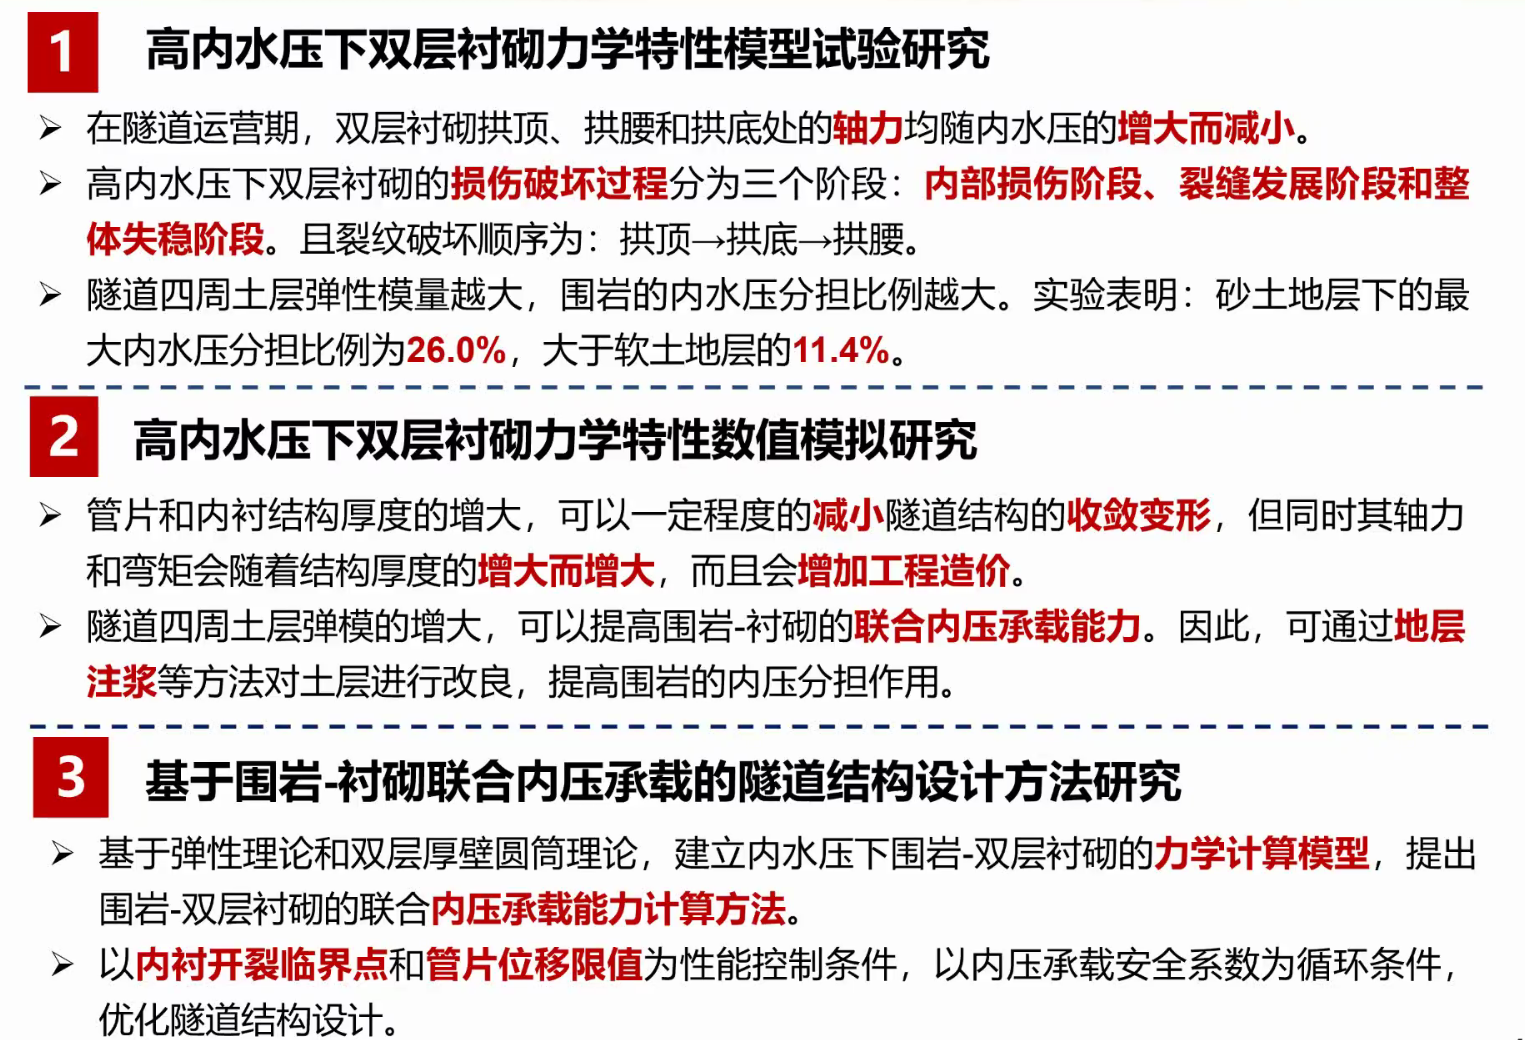 1 高内水压下双层衬砌力学特性模型试验研究
➢ 在隧道运营期，双层衬砌拱顶、拱腰和拱底处的轴力均随内水压的增大而减小。
➢ 高内水压下双层衬砌的损伤破坏过程分为三个阶段：内部损伤阶段、裂缝发展阶段和整
体失稳阶段。且裂纹破坏顺序为：拱顶→拱底→拱腰。
➢ 隧道四周土层弹性模量越大，围岩的内水压分担比例越大。实验表明：砂土地层下的最
大内水压分担比例为26.0%，大于软土地层的11.4%。
2 高内水压下双层衬砌力学特性数值模拟研究
➢ 管片和内衬结构厚度的增大，可以一定程度的减小隧道结构的收敛变形，但同时其轴力
和弯矩会随着结构厚度的增大而增大，而且会增加工程造价。
➢ 隧道四周土层弹模的增大，可以提高围岩-衬砌的联合内压承载能力。因此，可通过地层
注浆等方法对土层进行改良，提高围岩的内压分担作用。
3 基于围岩-衬砌联合内压承载的隧道结构设计方法研究
➢ 基于弹性理论和双层厚壁圆筒理论，建立内水压下围岩-双层衬砌的力学计算模型，提出
围岩-双层衬砌的联合内压承载能力计算方法。
➢ 以内衬开裂临界点和管片位移限值为性能控制条件，以内压承载安全系数为循环条件，
优化隧道结构设计。